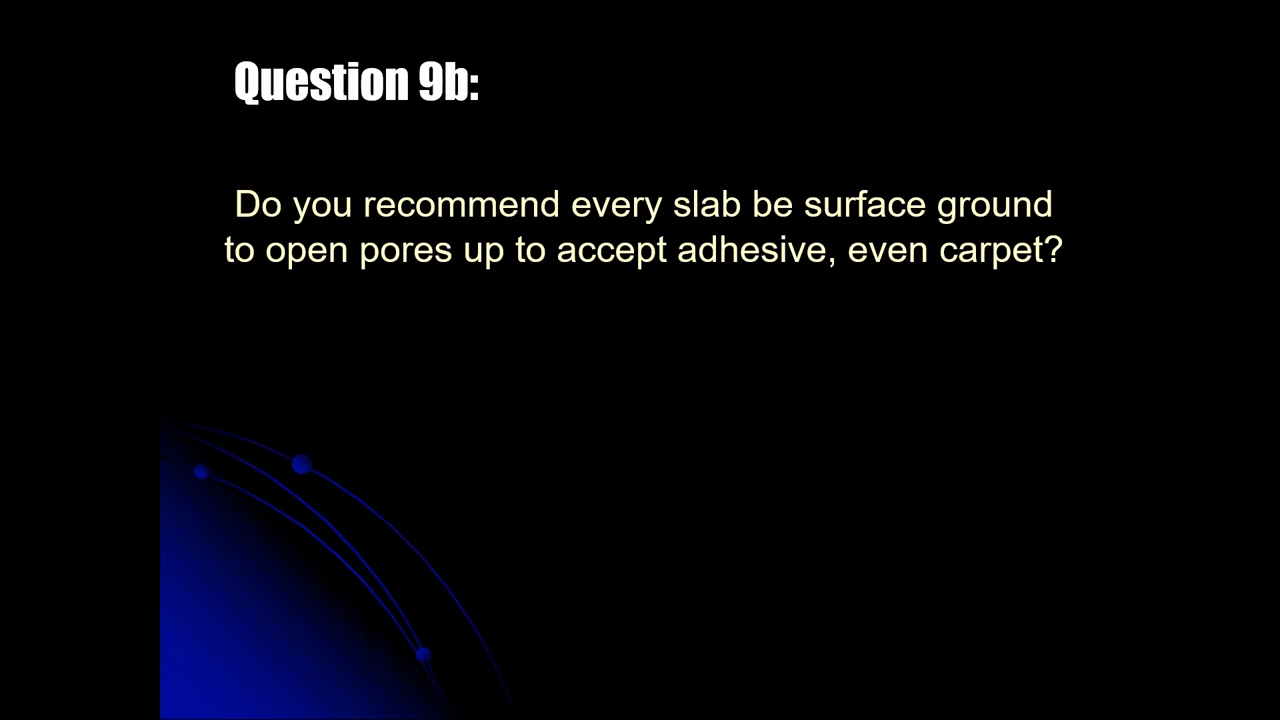 Question 9b:
Do you recommend every slab be surface ground
to open pores up to accept adhesive, even carpet?